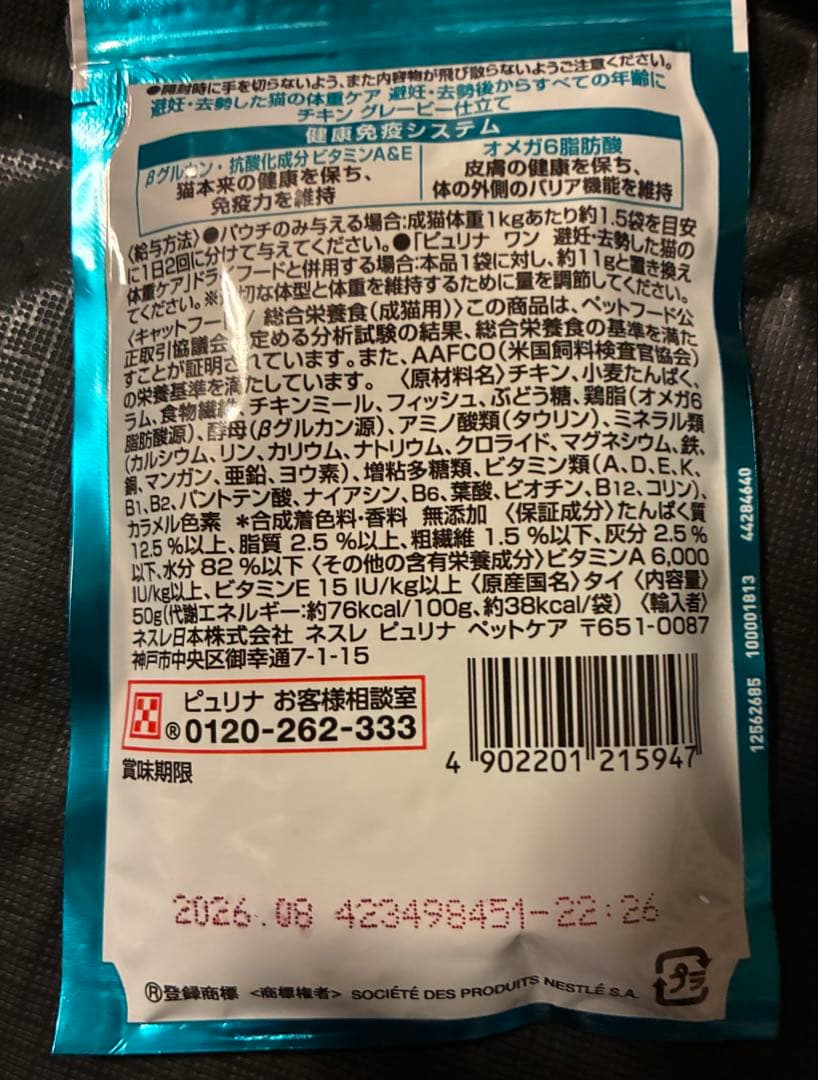 ●開封時に手を切らないよう、また内容物が飛び散らないようご注意ください。
避妊・去勢した猫の体重ケア 避妊・去勢後からすべての年齢に
チキン グレービー仕立て
健康免疫システム
βグルカン・抗酸化成分 ビタミンA&E
猫本来の健康を保ち、
免疫力を維持
オメガ6脂肪酸
皮膚の健康を保ち、
体の外側のバリア機能を維持
〈給与方法〉●パウチのみ与える場合:成猫体重1kgあたり約1.5袋を目安
に1日2回に分けて与えてください。●「ピュリナ ワン 避妊・去勢した猫の
体重ケア」ドライフードと併用する場合:本品1袋に対し、約11gと置き換え
てください。※ 切な体型と体重を維持するために量を調節してください。
〈キャットフード/ 総合栄養食(成猫用)〉この商品は、ペットフード公
正取引協議会 定める分析試験の結果、総合栄養食の基準を満た
すことが証明されています。また、AAFCO(米国飼料検査官協会)
の栄養基準を満たしています。 〈原材料名〉チキン、小麦たんぱく、
ラム、食物繊維、チキンミール、フィッシュ、ぶどう糖、鶏脂(オメガ6
脂肪酸源)、酵母(βグルカン源)、アミノ酸類(タウリン)、ミネラル類
(カルシウム、リン、カリウム、ナトリウム、クロライド、マグネシウム、鉄、
銅、マンガン、亜鉛、ヨウ素)、増粘多糖類、ビタミン類(A、D、E、K、
B1、B2、パントテン酸、ナイアシン、B6、葉酸、ビオチン、B12、コリン)、
カラメル色素 *合成着色料・香料 無添加 〈保証成分〉たんぱく質
12.5 %以上、脂質 2.5 %以上、粗繊維 1.5 %以下、灰分 2.5 %
以下、水分 82 %以下 〈その他の含有栄養成分〉ビタミンA 6,000
IU/kg以上、ビタミンE 15 IU/kg以上 〈原産国名〉タイ 〈内容量〉
50g(代謝エネルギー:約76kcal/100g、約38kcal/袋) 〈輸入者〉
ネスレ日本株式会社 ネスレ ピュリナ ペットケア 〒651-0087
神戸市中央区御幸通7-1-15
ピュリナ お客様相談室
®0120-262-333
4 902201 215947
賞味期限
2026.08 423498451-22:26
®登録商標 <商標権者> SOCIÉTÉ DES PRODUITS NESTLÉ S.A.
プラ
12562685 100001813 44284640